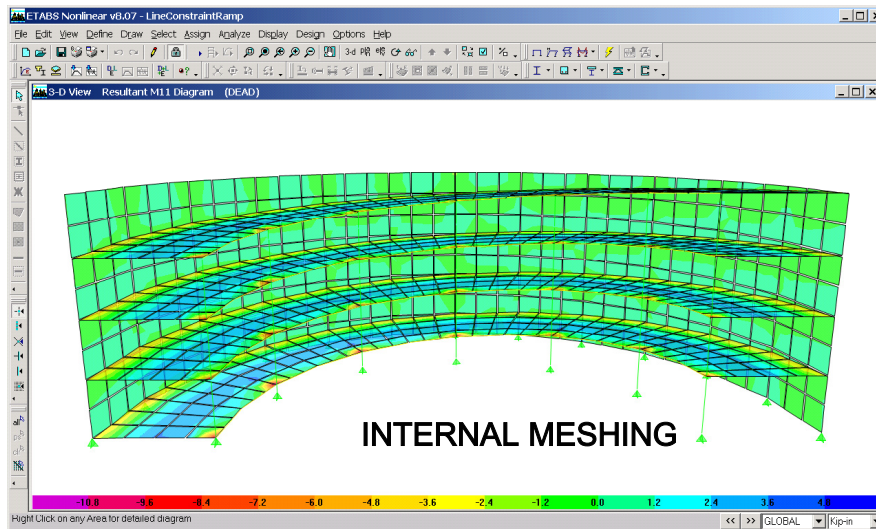 ETABS Nonlinear v8.07 - LineConstraintRamp
File Edit View Define Draw Select Assign Analyze Display Design Options Help
3-d
3-D View Resultant M11 Diagram (DEAD)
all
INTERNAL MESHING
-10.8 -9.6 -8.4 -7.2 -6.0 -4.8 -3.6 -2.4 -1.2 0.0 1.2 2.4 3.6
Right Click on any Area for detailed diagram
<< >> GLOBAL Kip-in